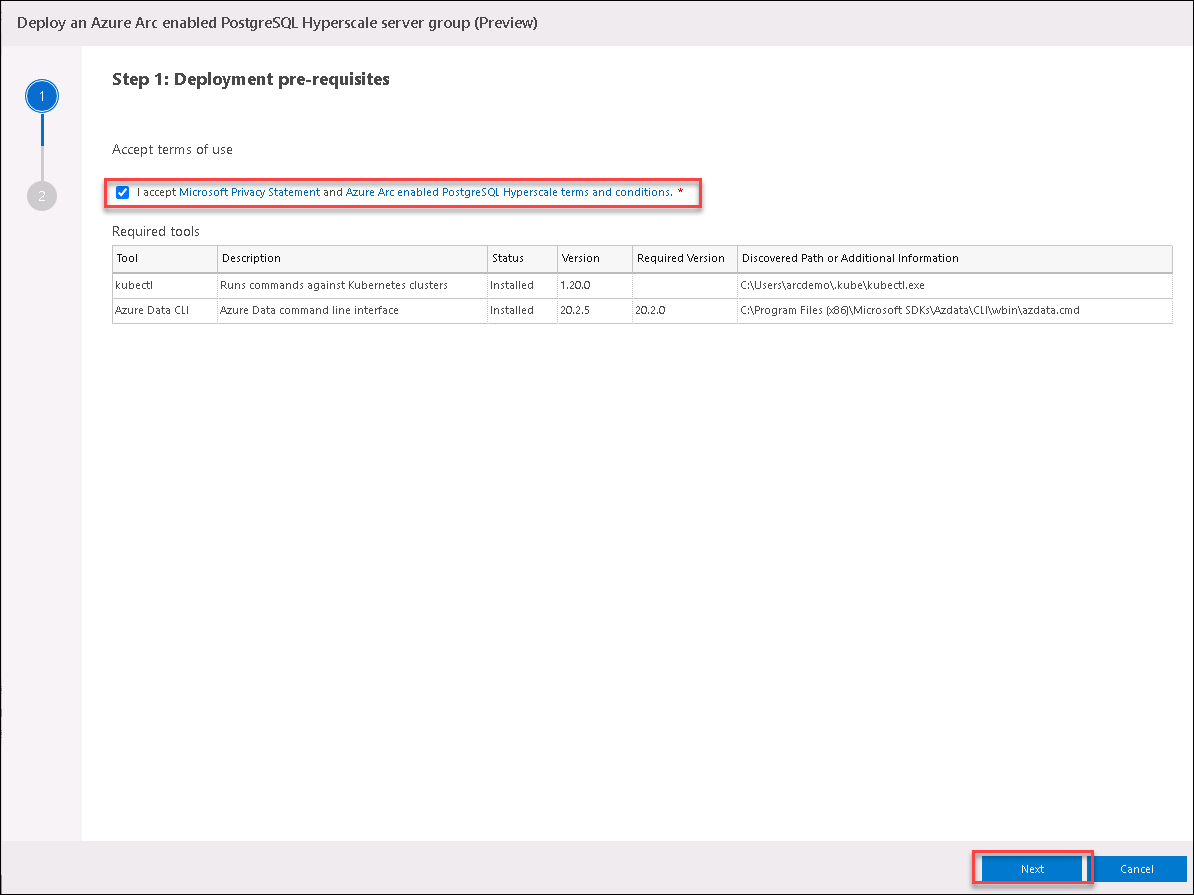 Deploy an Azure Arc enabled PostgreSQL Hyperscale server group (Preview)
Step 1: Deployment pre-requisites
1
2
Accept terms of use
I accept Microsoft Privacy Statement and Azure Arc enabled PostgreSQL Hyperscale terms and conditions. *
Required tools
Tool Description Status Version Required Version Discovered Path or Additional Information
kubectl Runs commands against Kubernetes clusters Installed 1.20.0 C:\Users\arcdemo\.kube\kubectl.exe
Azure Data CLI Azure Data command line interface Installed 20.2.5 20.2.0 C:\Program Files (x86)\Microsoft SDKs\Azdata\CLI\wbin\azdata.cmd
Next Cancel